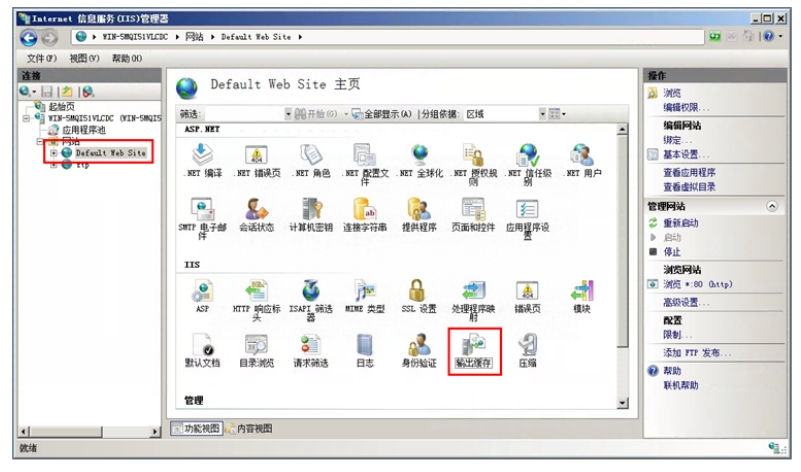 Internet 信息服务(IIS)管理器
WIN-5MQI51VLCDC ▸ 网站 ▸ Default Web Site ▸
文件(F) 视图(V) 帮助(H)
连接
起始页
WIN-5MQI51VLCDC (WIN-5MQI5
应用程序池
网站
Default Web Site
ftp
Default Web Site 主页
筛选: 开始(G) 全部显示(A) 分组依据: 区域
ASP.NET
.NET 编译 .NET 错误页 .NET 角色 .NET 配置文件 .NET 全球化 .NET 授权规则 .NET 信任级别 .NET 用户
SMTP 电子邮件 会话状态 计算机密钥 连接字符串 提供程序 页面和控件 应用程序设置
IIS
ASP HTTP 响应标头 ISAPI 筛选器 MIME 类型 SSL 设置 处理程序映射 错误页 模块
默认文档 目录浏览 请求筛选 日志 身份验证 输出缓存 压缩
管理
功能视图 内容视图
操作
浏览
编辑权限...
编辑网站
绑定...
基本设置...
查看应用程序
查看虚拟目录
管理网站
重新启动
启动
停止
浏览网站
浏览 *:80 (http)
高级设置...
配置
限制...
添加 FTP 发布...
帮助
联机帮助
就绪